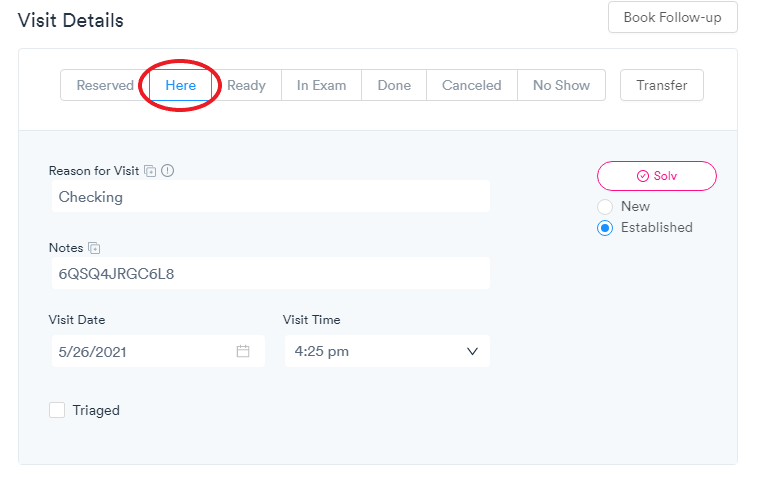 Visit Details
Book Follow-up
Reserved Here Ready In Exam Done Canceled No Show Transfer
Reason for Visit
Checking
Solv
New
Established
Notes
6QSQ4JRGC6L8
Visit Date Visit Time
5/26/2021 4:25 pm
Triaged